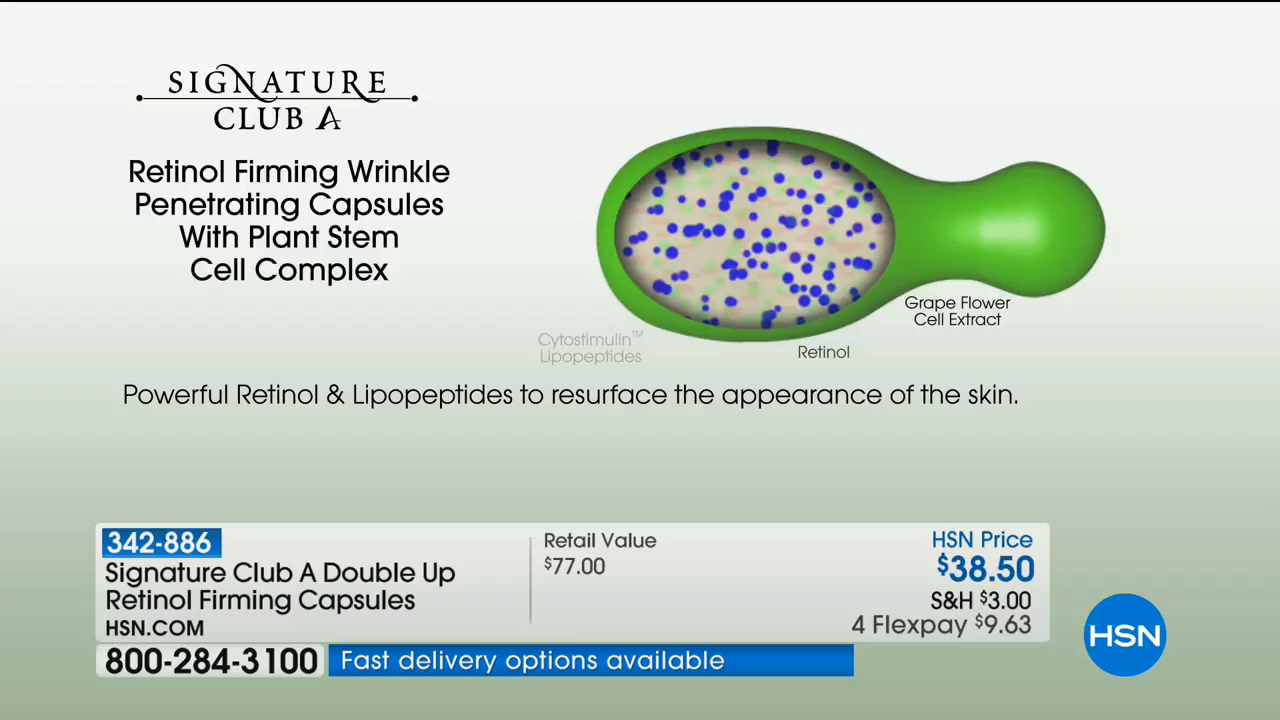 SIGNATURE
CLUB A
Retinol Firming Wrinkle
Penetrating Capsules
With Plant Stem
Cell Complex
Grape Flower
Cell Extract
Cytostimulin™
Lipopeptides
Retinol
Powerful Retinol & Lipopeptides to resurface the appearance of the skin.
342-886
Signature Club A Double Up
Retinol Firming Capsules
HSN.COM
Retail Value
$77.00
HSN Price
$38.50
S&H $3.00
4 Flexpay $9.63
800-284-3100
Fast delivery options available
HSN